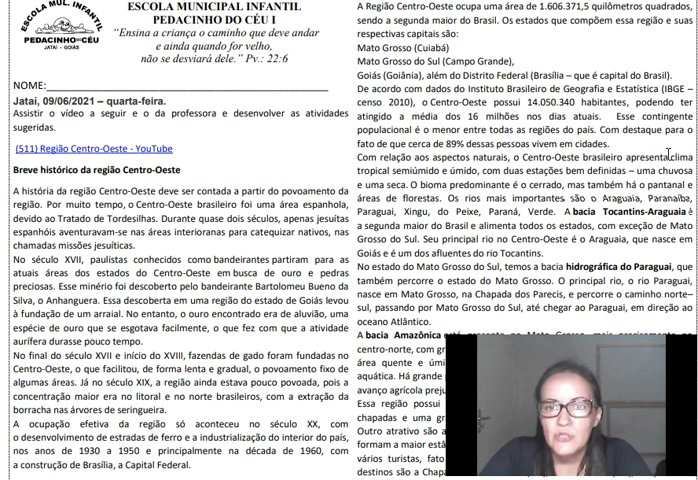 ESCOLA MUL. INFANTIL
PEDACINHO DO CÉU
JATAÍ - GOIÁS
ESCOLA MUNICIPAL INFANTIL
PEDACINHO DO CÉU I
“Ensina a criança o caminho que deve andar
e ainda quando for velho,
não se desviará dele.” Pv.: 22:6
NOME:
Jataí, 09/06/2021 – quarta-feira.
Assistir o vídeo a seguir e o da professora e desenvolver as atividades
sugeridas.
(511) Região Centro-Oeste - YouTube
Breve histórico da região Centro-Oeste
A história da região Centro-Oeste deve ser contada a partir do povoamento da
região. Por muito tempo, o Centro-Oeste brasileiro foi uma área espanhola,
devido ao Tratado de Tordesilhas. Durante quase dois séculos, apenas jesuítas
espanhóis aventuravam-se nas áreas interioranas para catequizar nativos, nas
chamadas missões jesuíticas.
No século XVII, paulistas conhecidos como bandeirantes partiram para as
atuais áreas dos estados do Centro-Oeste em busca de ouro e pedras
preciosas. Esse minério foi descoberto pelo bandeirante Bartolomeu Bueno da
Silva, o Anhanguera. Essa descoberta em uma região do estado de Goiás levou
à fundação de um arraial. No entanto, o ouro encontrado era de aluvião, uma
espécie de ouro que se esgotava facilmente, o que fez com que a atividade
aurífera durasse pouco tempo.
No final do século XVII e início do XVIII, fazendas de gado foram fundadas no
Centro-Oeste, o que facilitou, de forma lenta e gradual, o povoamento fixo de
algumas áreas. Já no século XIX, a região ainda estava pouco povoada, pois a
concentração maior era no litoral e no norte brasileiros, com a extração da
borracha nas árvores de seringueira.
A ocupação efetiva da região só aconteceu no século XX, com
o desenvolvimento de estradas de ferro e a industrialização do interior do país,
nos anos de 1930 a 1950 e principalmente na década de 1960, com
a construção de Brasília, a Capital Federal.
A Região Centro-Oeste ocupa uma área de 1.606.371,5 quilômetros quadrados,
sendo a segunda maior do Brasil. Os estados que compõem essa região e suas
respectivas capitais são:
Mato Grosso (Cuiabá)
Mato Grosso do Sul (Campo Grande),
Goiás (Goiânia), além do Distrito Federal (Brasília – que é capital do Brasil).
De acordo com dados do Instituto Brasileiro de Geografia e Estatística (IBGE –
censo 2010), o Centro-Oeste possui 14.050.340 habitantes, podendo ter
atingido a média dos 16 milhões nos dias atuais. Esse contingente
populacional é o menor entre todas as regiões do país. Com destaque para o
fato de que cerca de 89% dessas pessoas vivem em cidades.
Com relação aos aspectos naturais, o Centro-Oeste brasileiro apresenta clima
tropical semiúmido e úmido, com duas estações bem definidas – uma chuvosa
e uma seca. O bioma predominante é o cerrado, mas também há o pantanal e
áreas de florestas. Os rios mais importantes são o Araguaia, Paranaíba,
Paraguai, Xingu, do Peixe, Paraná, Verde. A bacia Tocantins-Araguaia é
a segunda maior do Brasil e alimenta todos os estados, com exceção de Mato
Grosso do Sul. Seu principal rio no Centro-Oeste é o Araguaia, que nasce em
Goiás e é um dos afluentes do rio Tocantins.
No estado do Mato Grosso do Sul, temos a bacia hidrográfica do Paraguai, que
também percorre o estado do Mato Grosso. O principal rio, o rio Paraguai,
nasce em Mato Grosso, na Chapada dos Parecis, e percorre o caminho norte–
sul, passando por Mato Grosso do Sul, até chegar ao Paraguai, em direção ao
oceano Atlântico.
A bacia Amazônica está presente no Mato Grosso, mais precisamente no
centro-norte, com gr
área quente e úmi
aquática. Há grande
avanço agrícola preju
Essa região possui
chapadas e uma gr
Outro atrativo são a
formam a maior está
vários turistas, fato
destinos são a Chapa